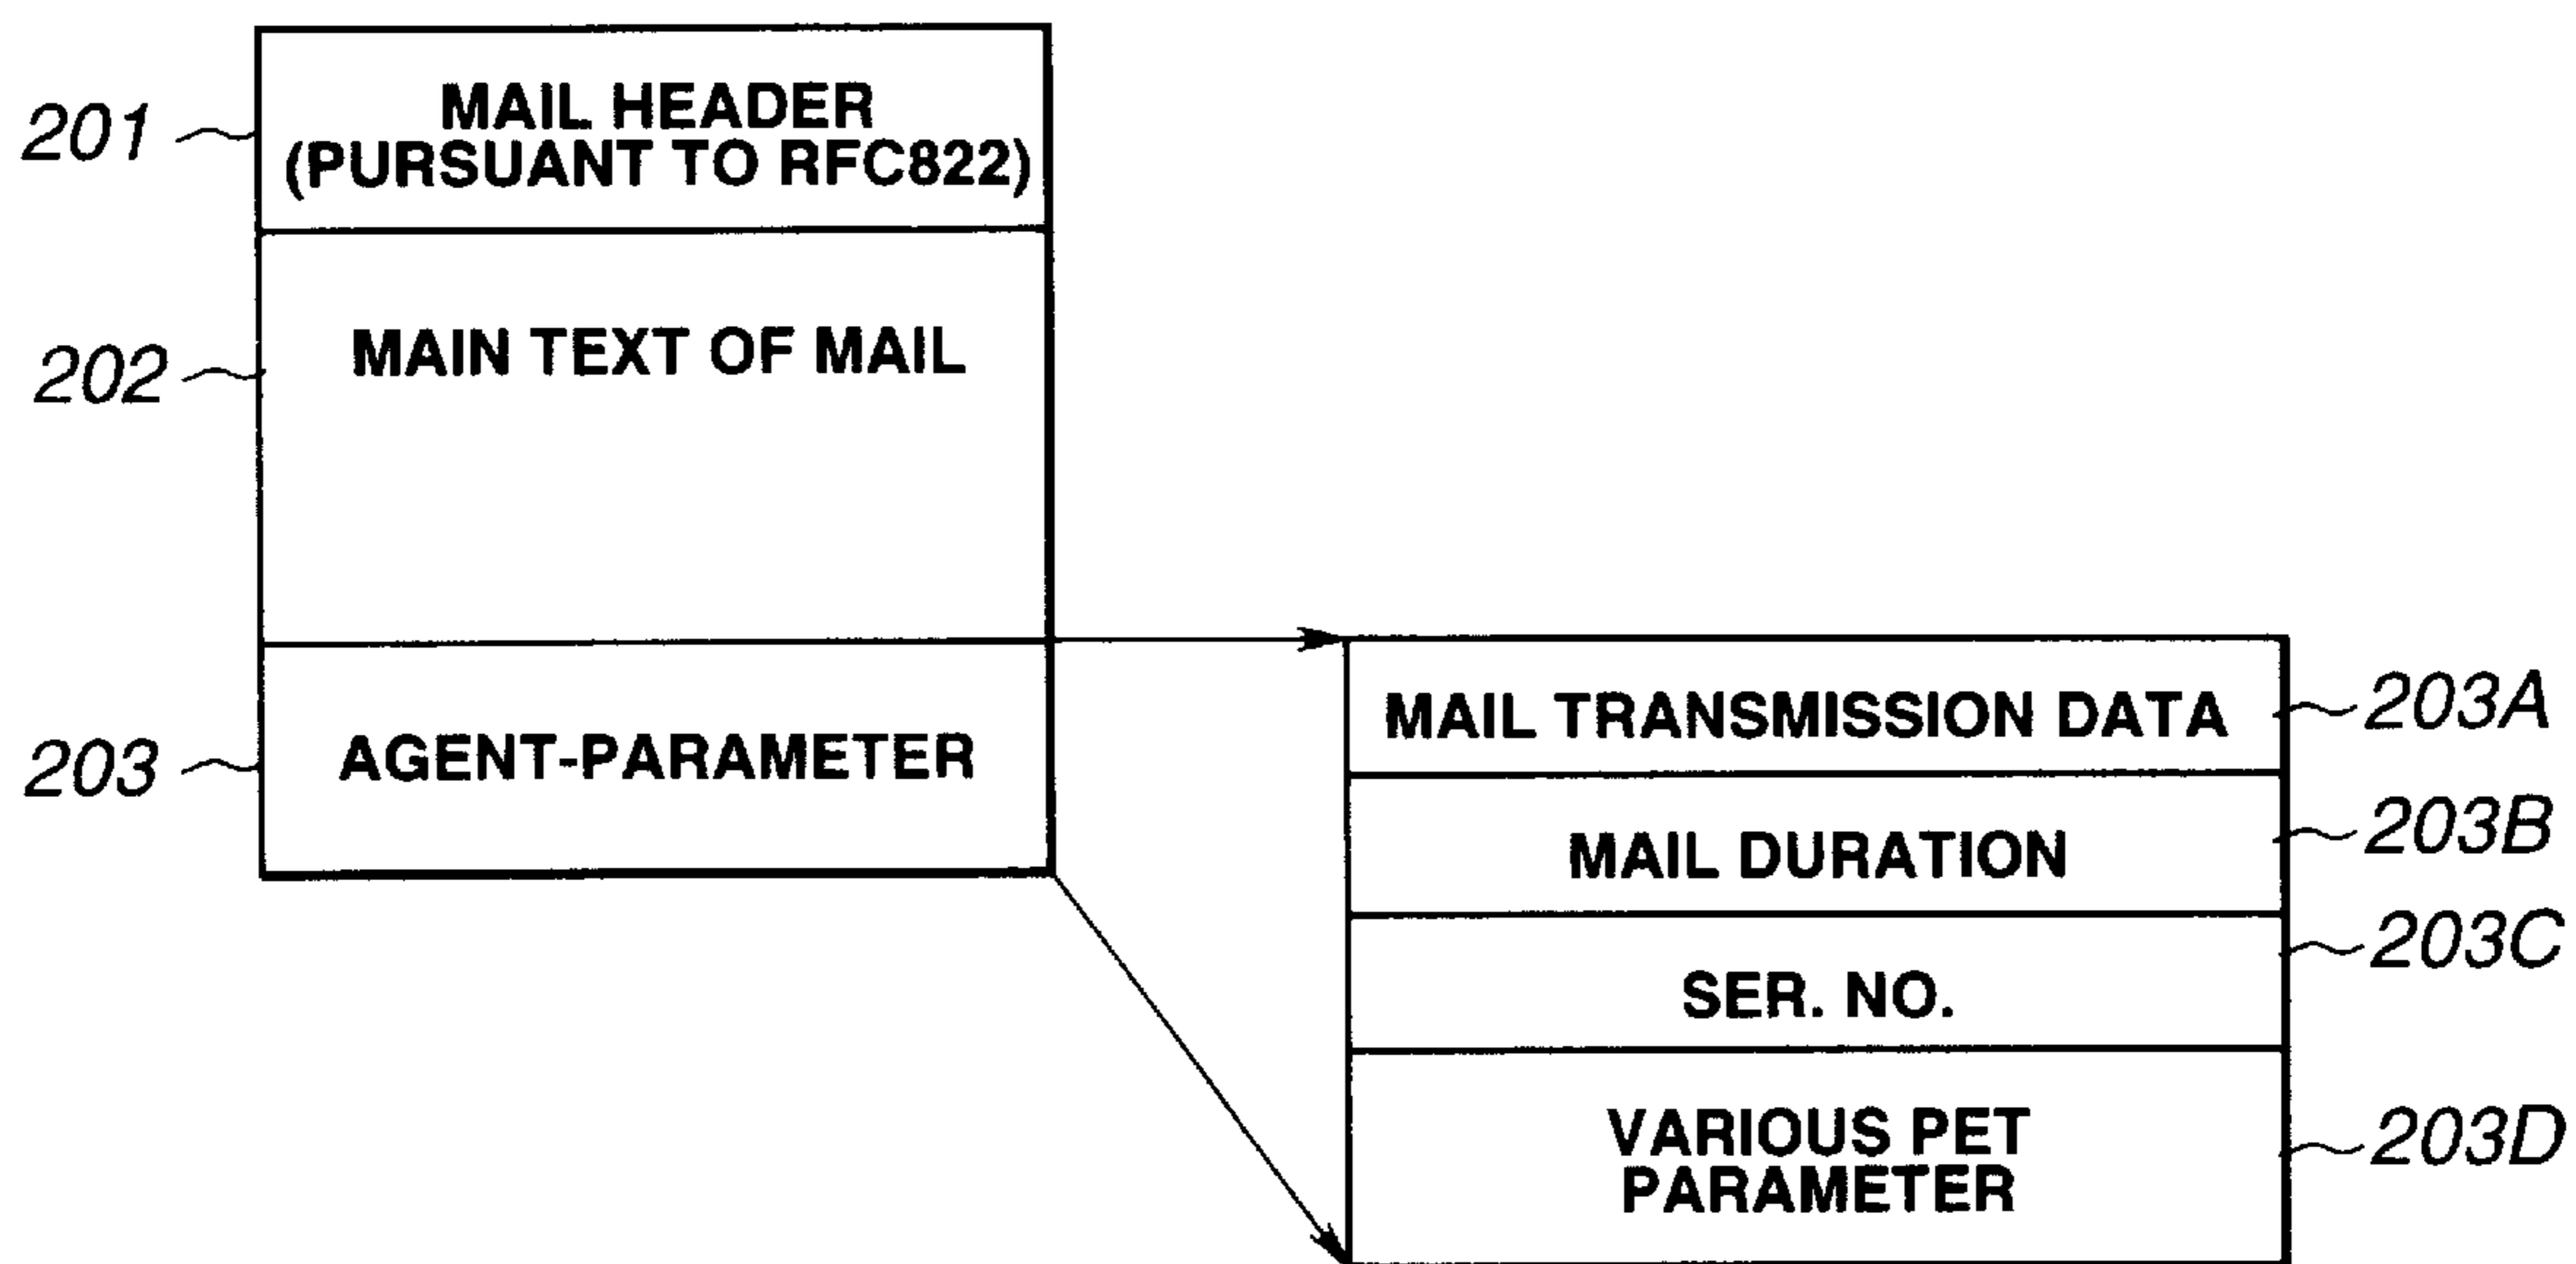 201
MAIL HEADER
(PURSUANT TO RFC822)
202
MAIN TEXT OF MAIL
203
AGENT-PARAMETER
MAIL TRANSMISSION DATA
203A
MAIL DURATION
203B
SER. NO.
203C
VARIOUS PET
PARAMETER
203D